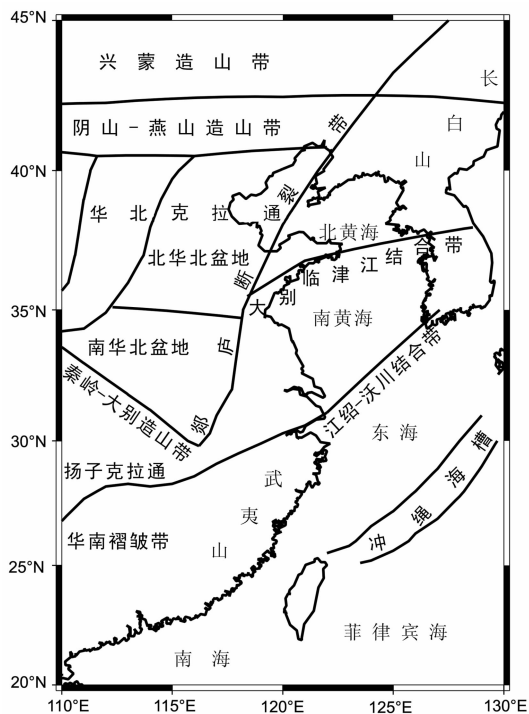 45°N
兴蒙造山带
长白山
阴山-燕山造山带
40°N
华北克拉通
北华北盆地
北黄海
郯庐断裂带
大别临津江结合带
35°N
南黄海
南华北盆地
秦岭-大别造山带
江绍-沃川结合带
30°N
东海
扬子克拉通
武夷山
冲绳海槽
华南褶皱带
25°N
菲律宾海
南海
20°N
110°E
115°E
120°E
125°E
130°E